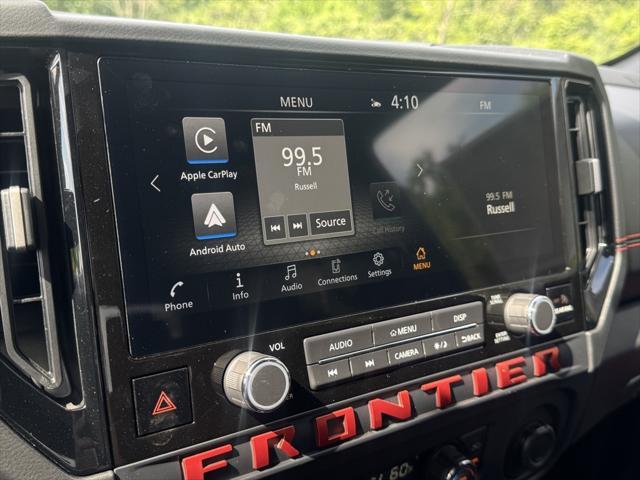 MENU 4:10 FM
Apple CarPlay
FM
99.5
FM
Russell
Source
Call History
99.5 FM
Russell
Android Auto
Phone Info Audio Connections Settings MENU
VOL
AUDIO MENU DISP
CAMERA BACK
FRONTIER
60